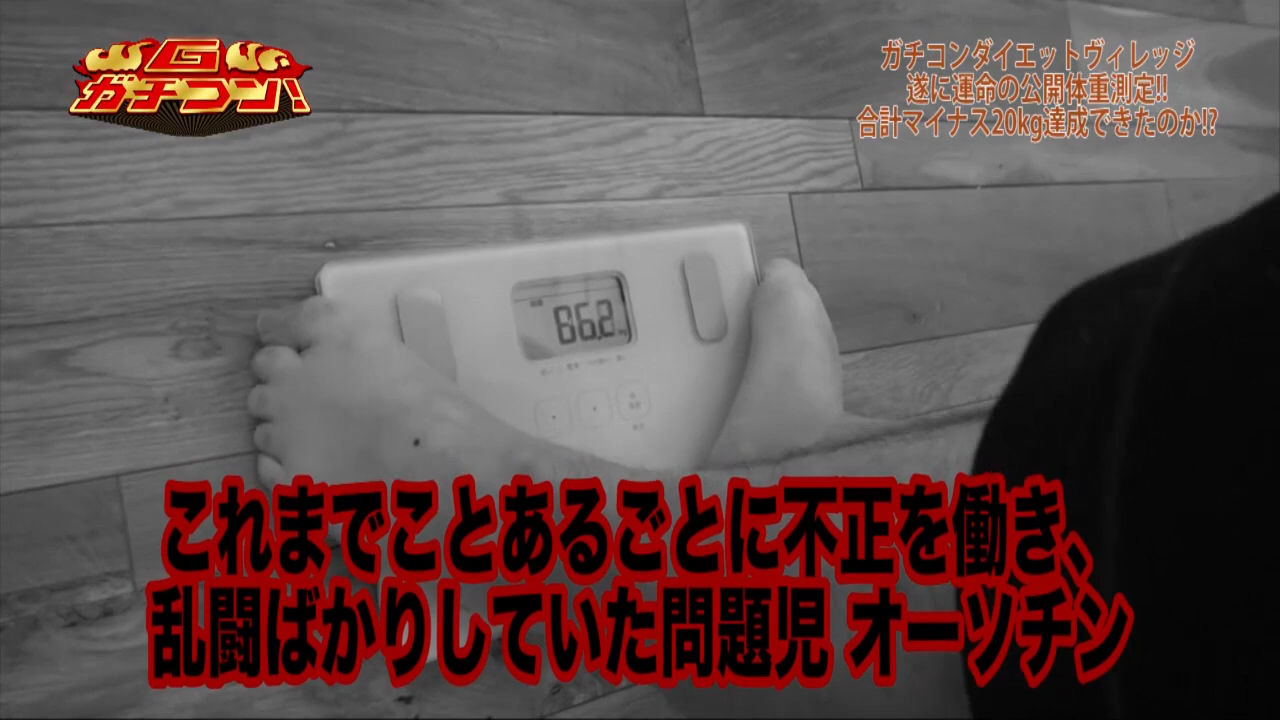 G
ガチコン!
ガチコンダイエットヴィレッジ
遂に運命の公開体重測定!!
合計マイナス20kg達成できたのか!?
86.2
これまでことあるごとに不正を働き、
乱闘ばかりしていた問題児 オーソチン